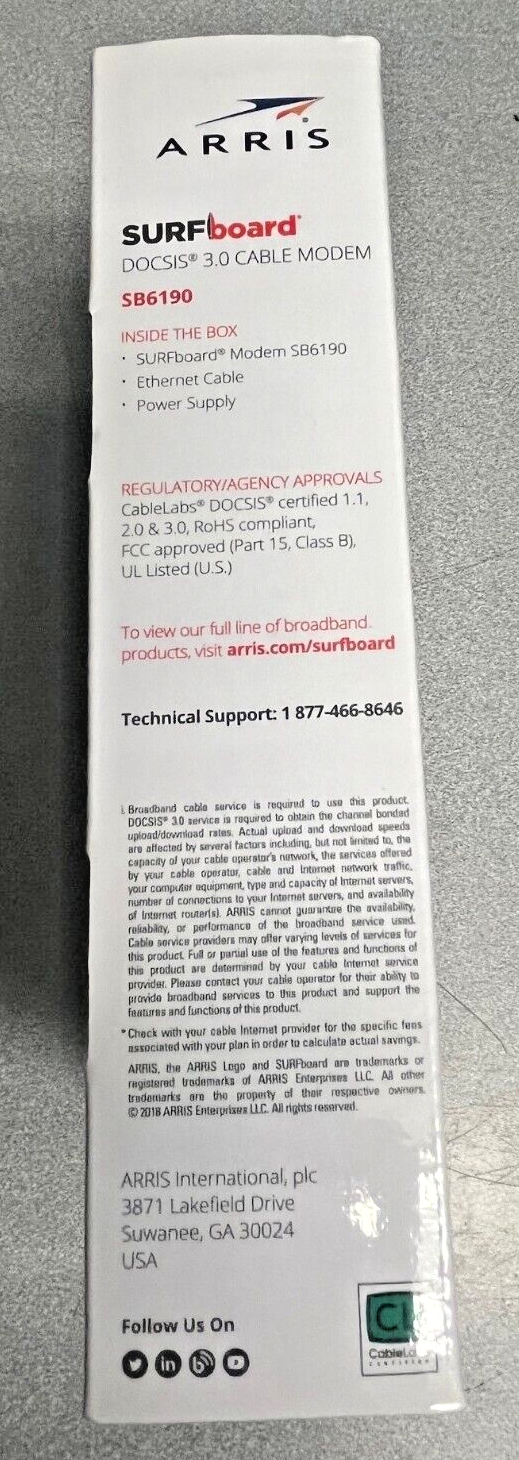 ARRIS
SURFboard®
DOCSIS® 3.0 CABLE MODEM
SB6190
INSIDE THE BOX
· SURFboard® Modem SB6190
· Ethernet Cable
· Power Supply
REGULATORY/AGENCY APPROVALS
CableLabs® DOCSIS® certified 1.1,
2.0 & 3.0, RoHS compliant,
FCC approved (Part 15, Class B),
UL Listed (U.S.)
To view our full line of broadband
products, visit arris.com/surfboard
Technical Support: 1 877-466-8646
i. Broadband cable service is required to use this product.
DOCSIS® 3.0 service is required to obtain the channel bonded
upload/download rates. Actual upload and download speeds
are affected by several factors including, but not limited to, the
capacity of your cable operator's network, the services offered
by your cable operator, cable and Internet network traffic,
your computer equipment, type and capacity of Internet servers,
number of connections to your Internet servers, and availability
of Internet router(s). ARRIS cannot guarantee the availability,
reliability, or performance of the broadband service used.
Cable service providers may offer varying levels of services for
this product. Full or partial use of the features and functions of
this product are determined by your cable Internet service
provider. Please contact your cable operator for their ability to
provide broadband services to this product and support the
features and functions of this product.
*Check with your cable Internet provider for the specific fees
associated with your plan in order to calculate actual savings.
ARRIS, the ARRIS Logo and SURFboard are trademarks or
registered trademarks of ARRIS Enterprises LLC. All other
trademarks are the property of their respective owners.
© 2018 ARRIS Enterprises LLC. All rights reserved.
ARRIS International, plc
3871 Lakefield Drive
Suwanee, GA 30024
USA
Follow Us On
in
CL
CERTIFIED